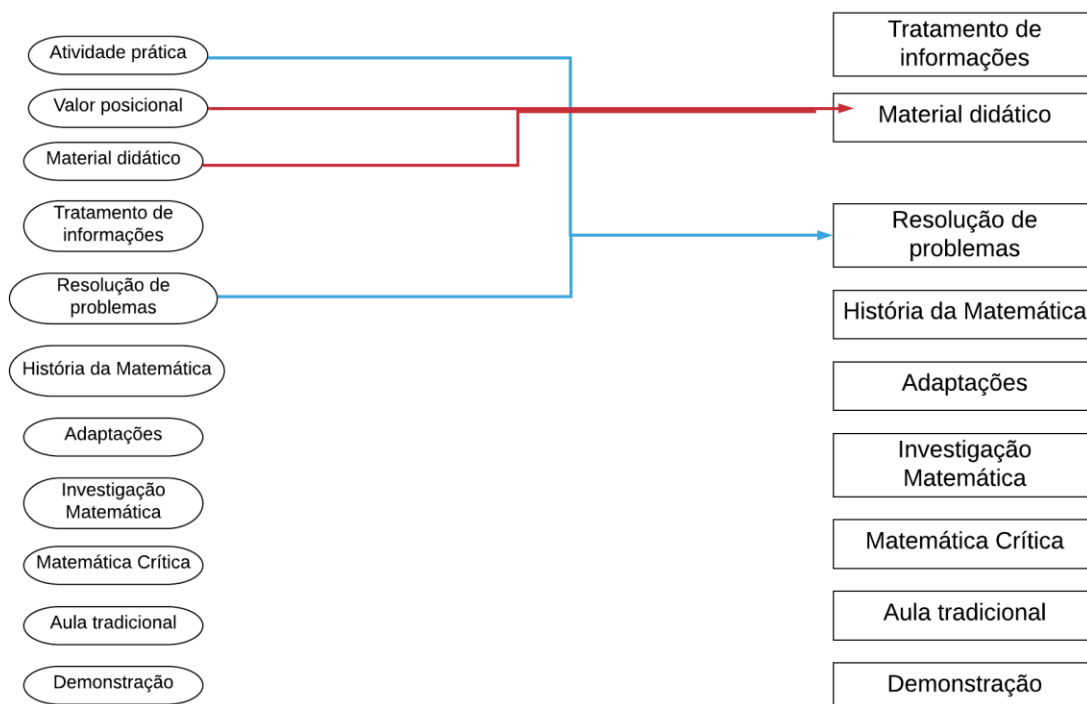 Atividade prática
Valor posicional
Material didático
Tratamento de
informações
Resolução de
problemas
História da Matemática
Adaptações
Investigação
Matemática
Matemática Crítica
Aula tradicional
Demonstração
Tratamento de
informações
Material didático
Resolução de
problemas
História da Matemática
Adaptações
Investigação
Matemática
Matemática Crítica
Aula tradicional
Demonstração